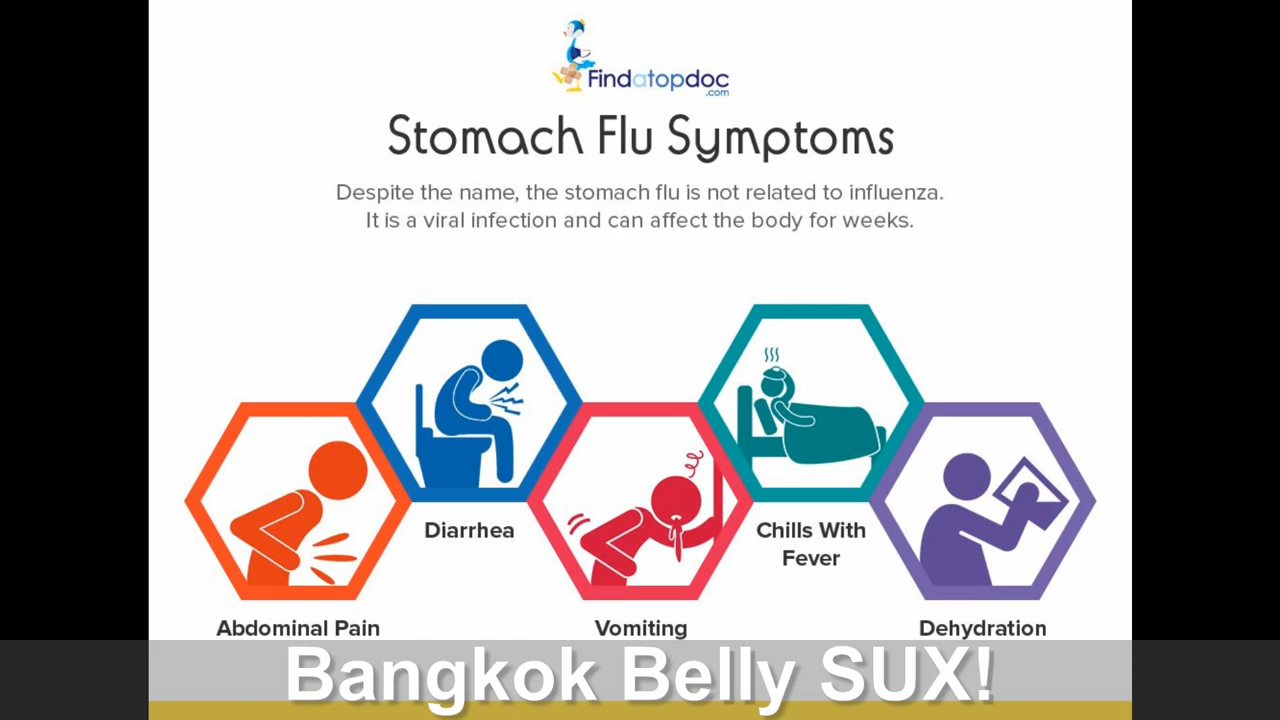 Findatopdoc
.com
Stomach Flu Symptoms
Despite the name, the stomach flu is not related to influenza.
It is a viral infection and can affect the body for weeks.
Diarrhea
Chills With
Fever
Abdominal Pain
Vomiting
Dehydration
Bangkok Belly SUX!